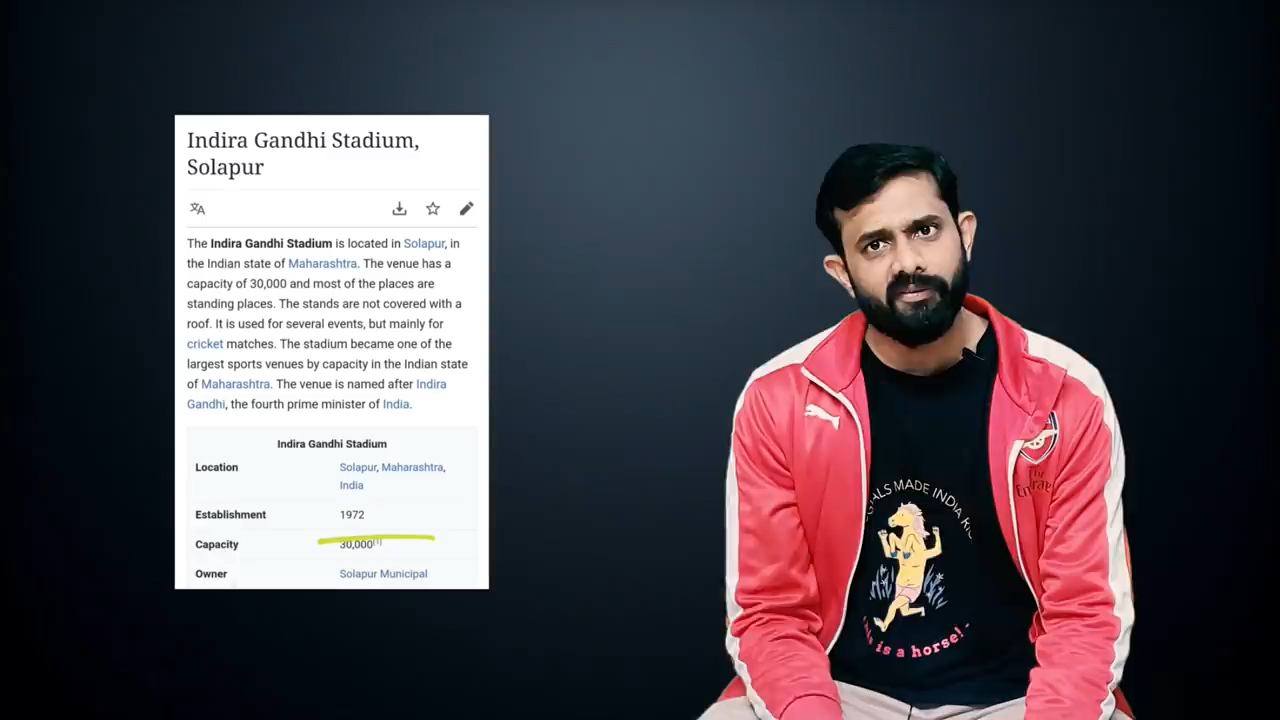 Indira Gandhi Stadium,
Solapur
The Indira Gandhi Stadium is located in Solapur, in
the Indian state of Maharashtra. The venue has a
capacity of 30,000 and most of the places are
standing places. The stands are not covered with a
roof. It is used for several events, but mainly for
cricket matches. The stadium became one of the
largest sports venues by capacity in the Indian state
of Maharashtra. The venue is named after Indira
Gandhi, the fourth prime minister of India.
Indira Gandhi Stadium
Location Solapur, Maharashtra,
India
Establishment 1972
Capacity 30,000[1]
Owner Solapur Municipal
MADE INDIA
is a horse!